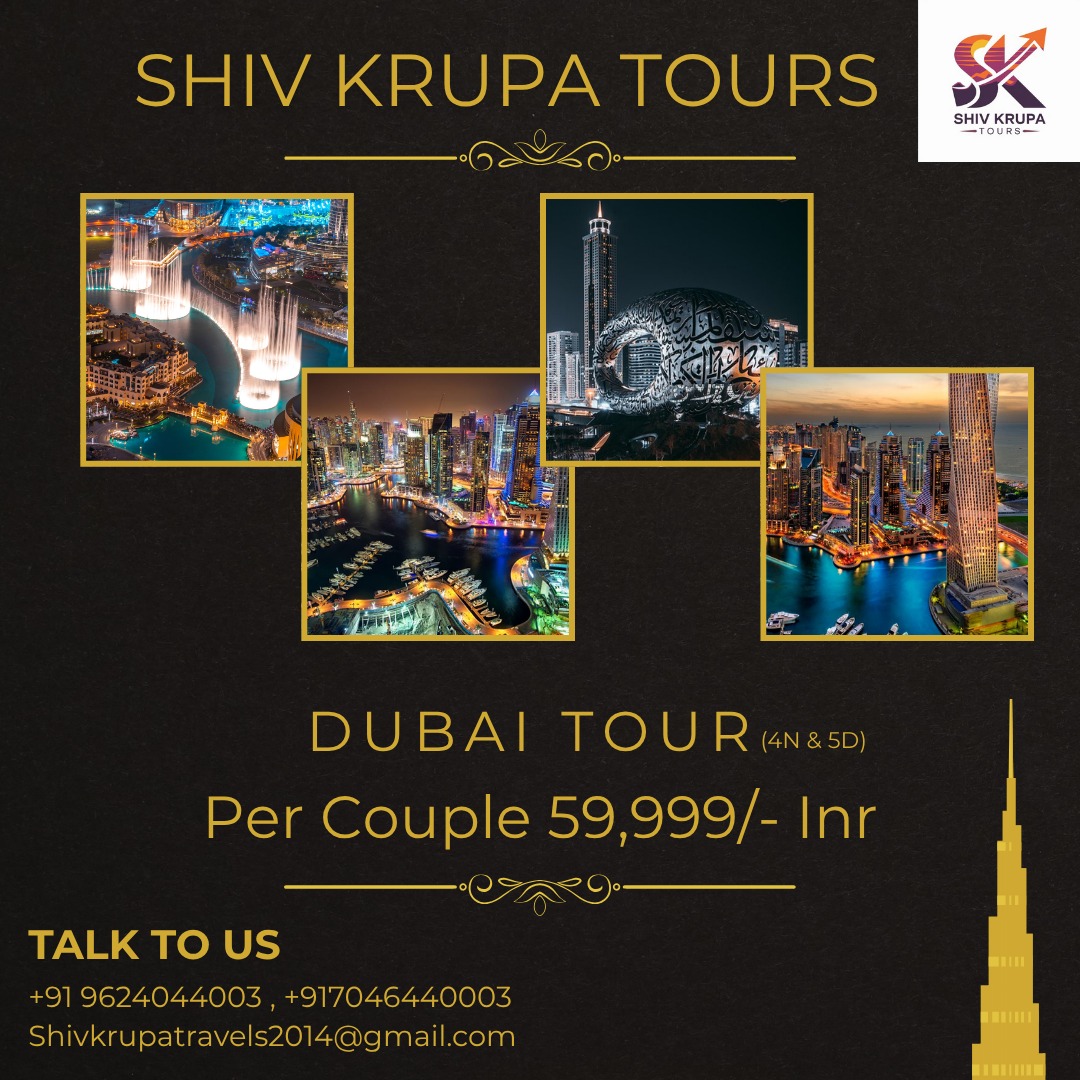 SHIV KRUPA TOURS
SK
SHIV KRUPA
TOURS
DUBAI TOUR (4N & 5D)
Per Couple 59,999/- Inr
TALK TO US
+91 9624044003 , +917046440003
Shivkrupatravels2014@gmail.com